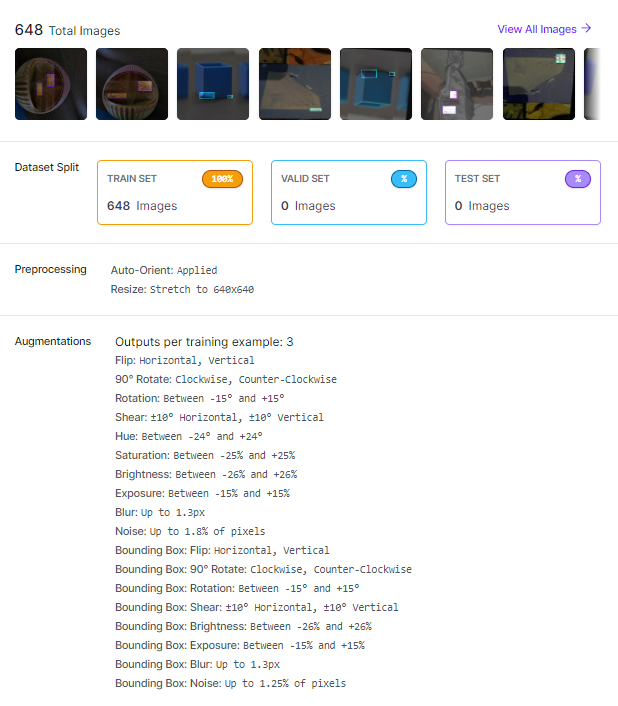 648 Total Images
View All Images →
Dataset Split
TRAIN SET 100%
648 Images
VALID SET %
0 Images
TEST SET %
0 Images
Preprocessing
Auto-Orient: Applied
Resize: Stretch to 640x640
Augmentations
Outputs per training example: 3
Flip: Horizontal, Vertical
90° Rotate: Clockwise, Counter-Clockwise
Rotation: Between -15° and +15°
Shear: ±10° Horizontal, ±10° Vertical
Hue: Between -24° and +24°
Saturation: Between -25% and +25%
Brightness: Between -26% and +26%
Exposure: Between -15% and +15%
Blur: Up to 1.3px
Noise: Up to 1.8% of pixels
Bounding Box: Flip: Horizontal, Vertical
Bounding Box: 90° Rotate: Clockwise, Counter-Clockwise
Bounding Box: Rotation: Between -15° and +15°
Bounding Box: Shear: ±10° Horizontal, ±10° Vertical
Bounding Box: Brightness: Between -26% and +26%
Bounding Box: Exposure: Between -15% and +15%
Bounding Box: Blur: Up to 1.3px
Bounding Box: Noise: Up to 1.25% of pixels